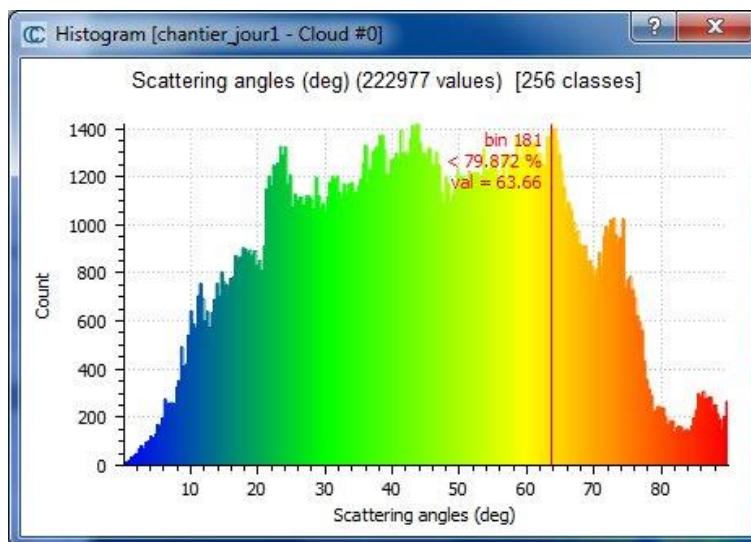 CC Histogram [chantier_jour1 - Cloud #0] ? X
Scattering angles (deg) (222977 values) [256 classes]
1400
1200
1000
800
600
400
200
0
Count
bin 181
< 79.872 %
val = 63.66
10 20 30 40 50 60 70 80
Scattering angles (deg)